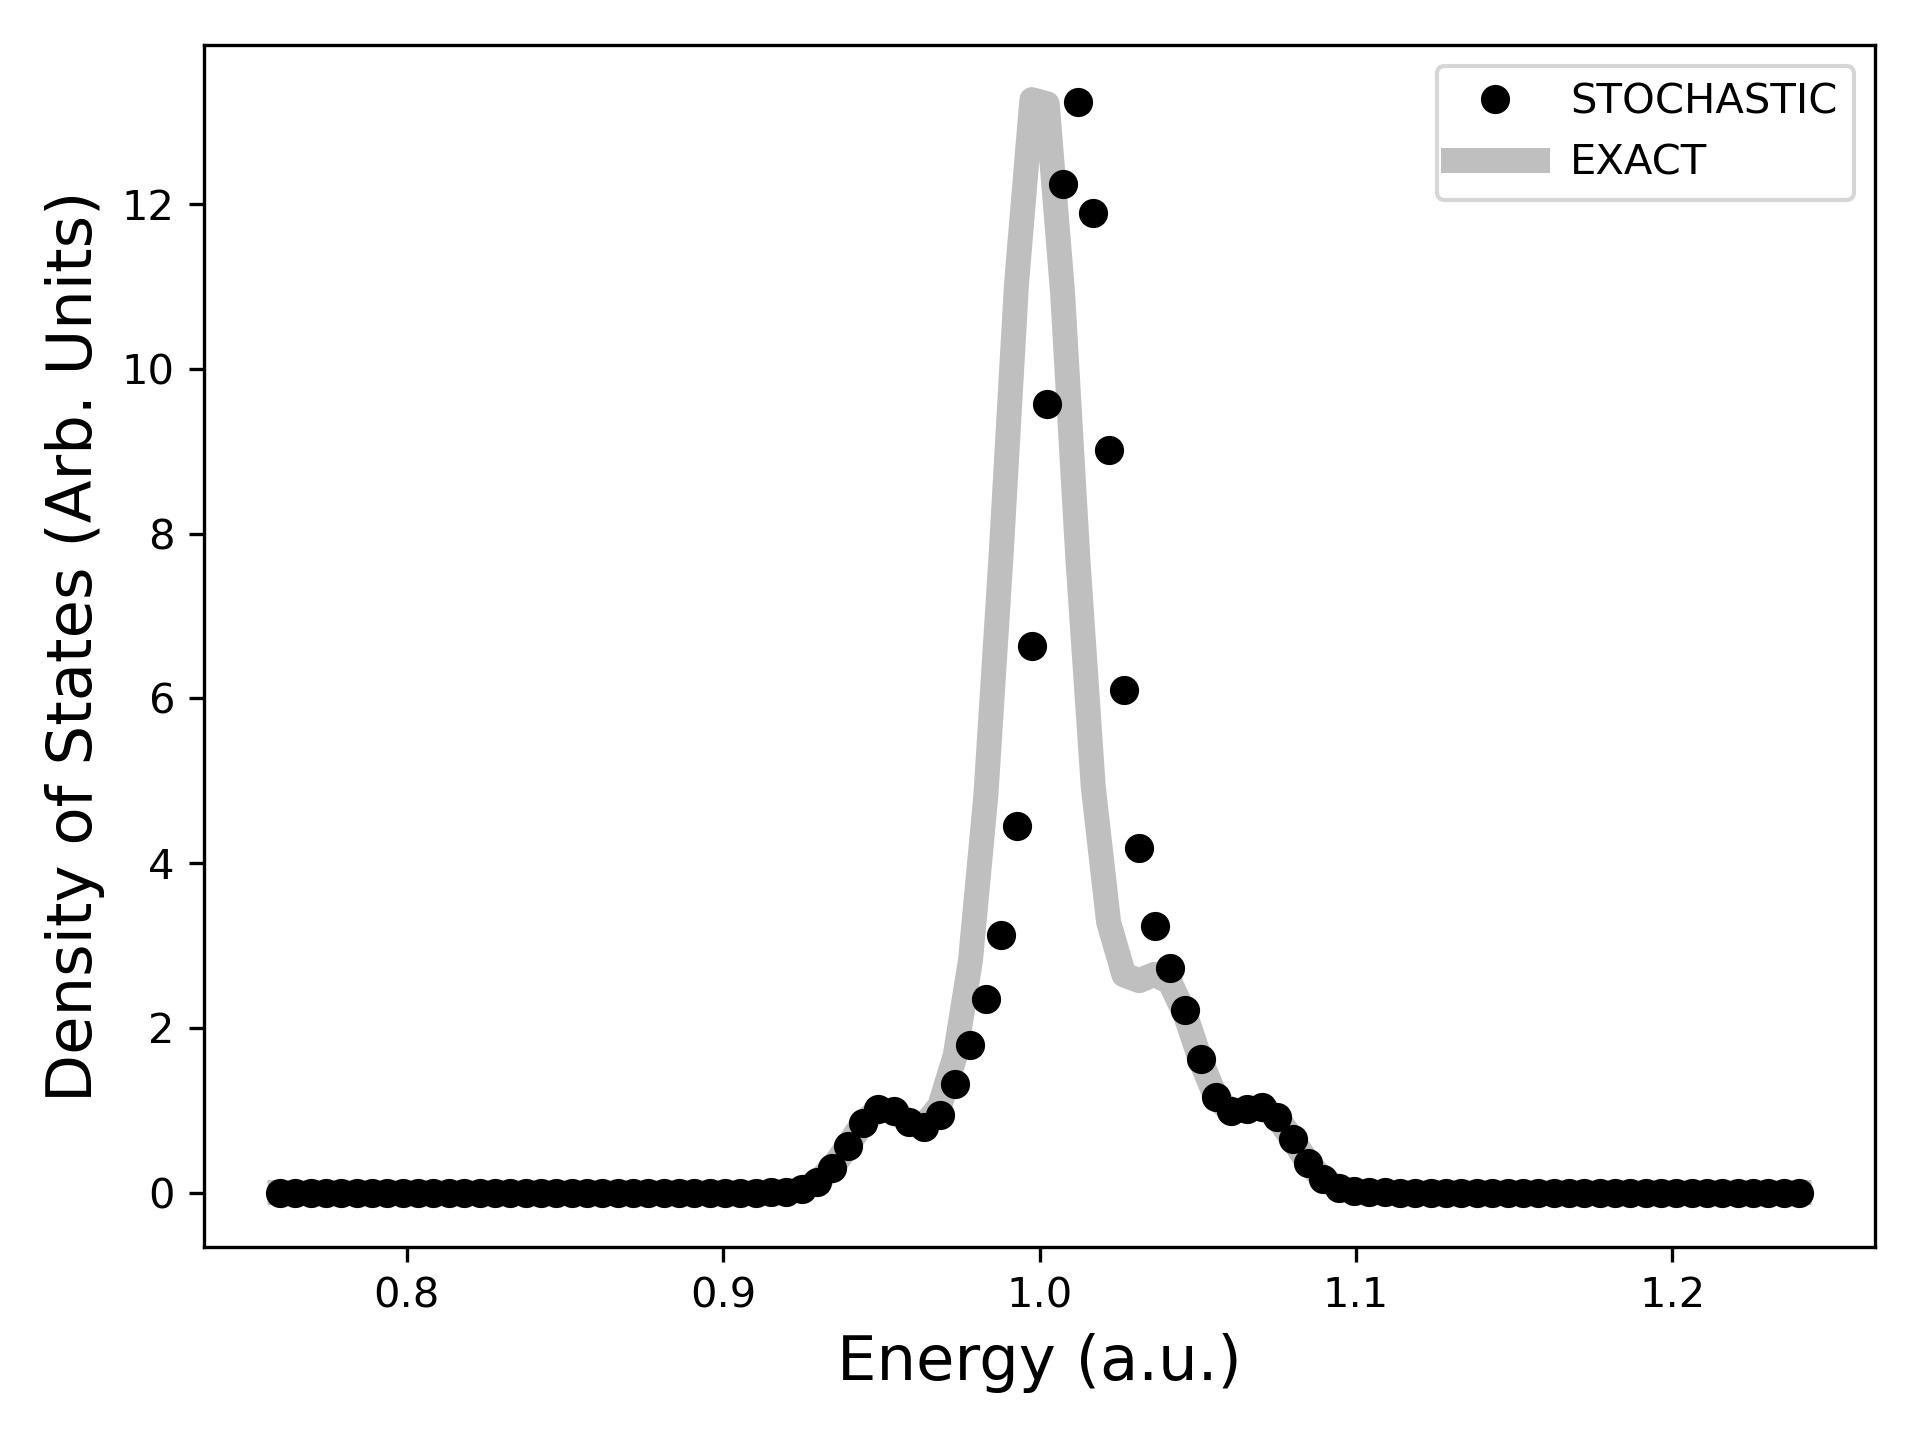 STOCHASTIC
EXACT
Density of States (Arb. Units)
12
10
8
6
4
2
0
0.8 0.9 1.0 1.1 1.2
Energy (a.u.)